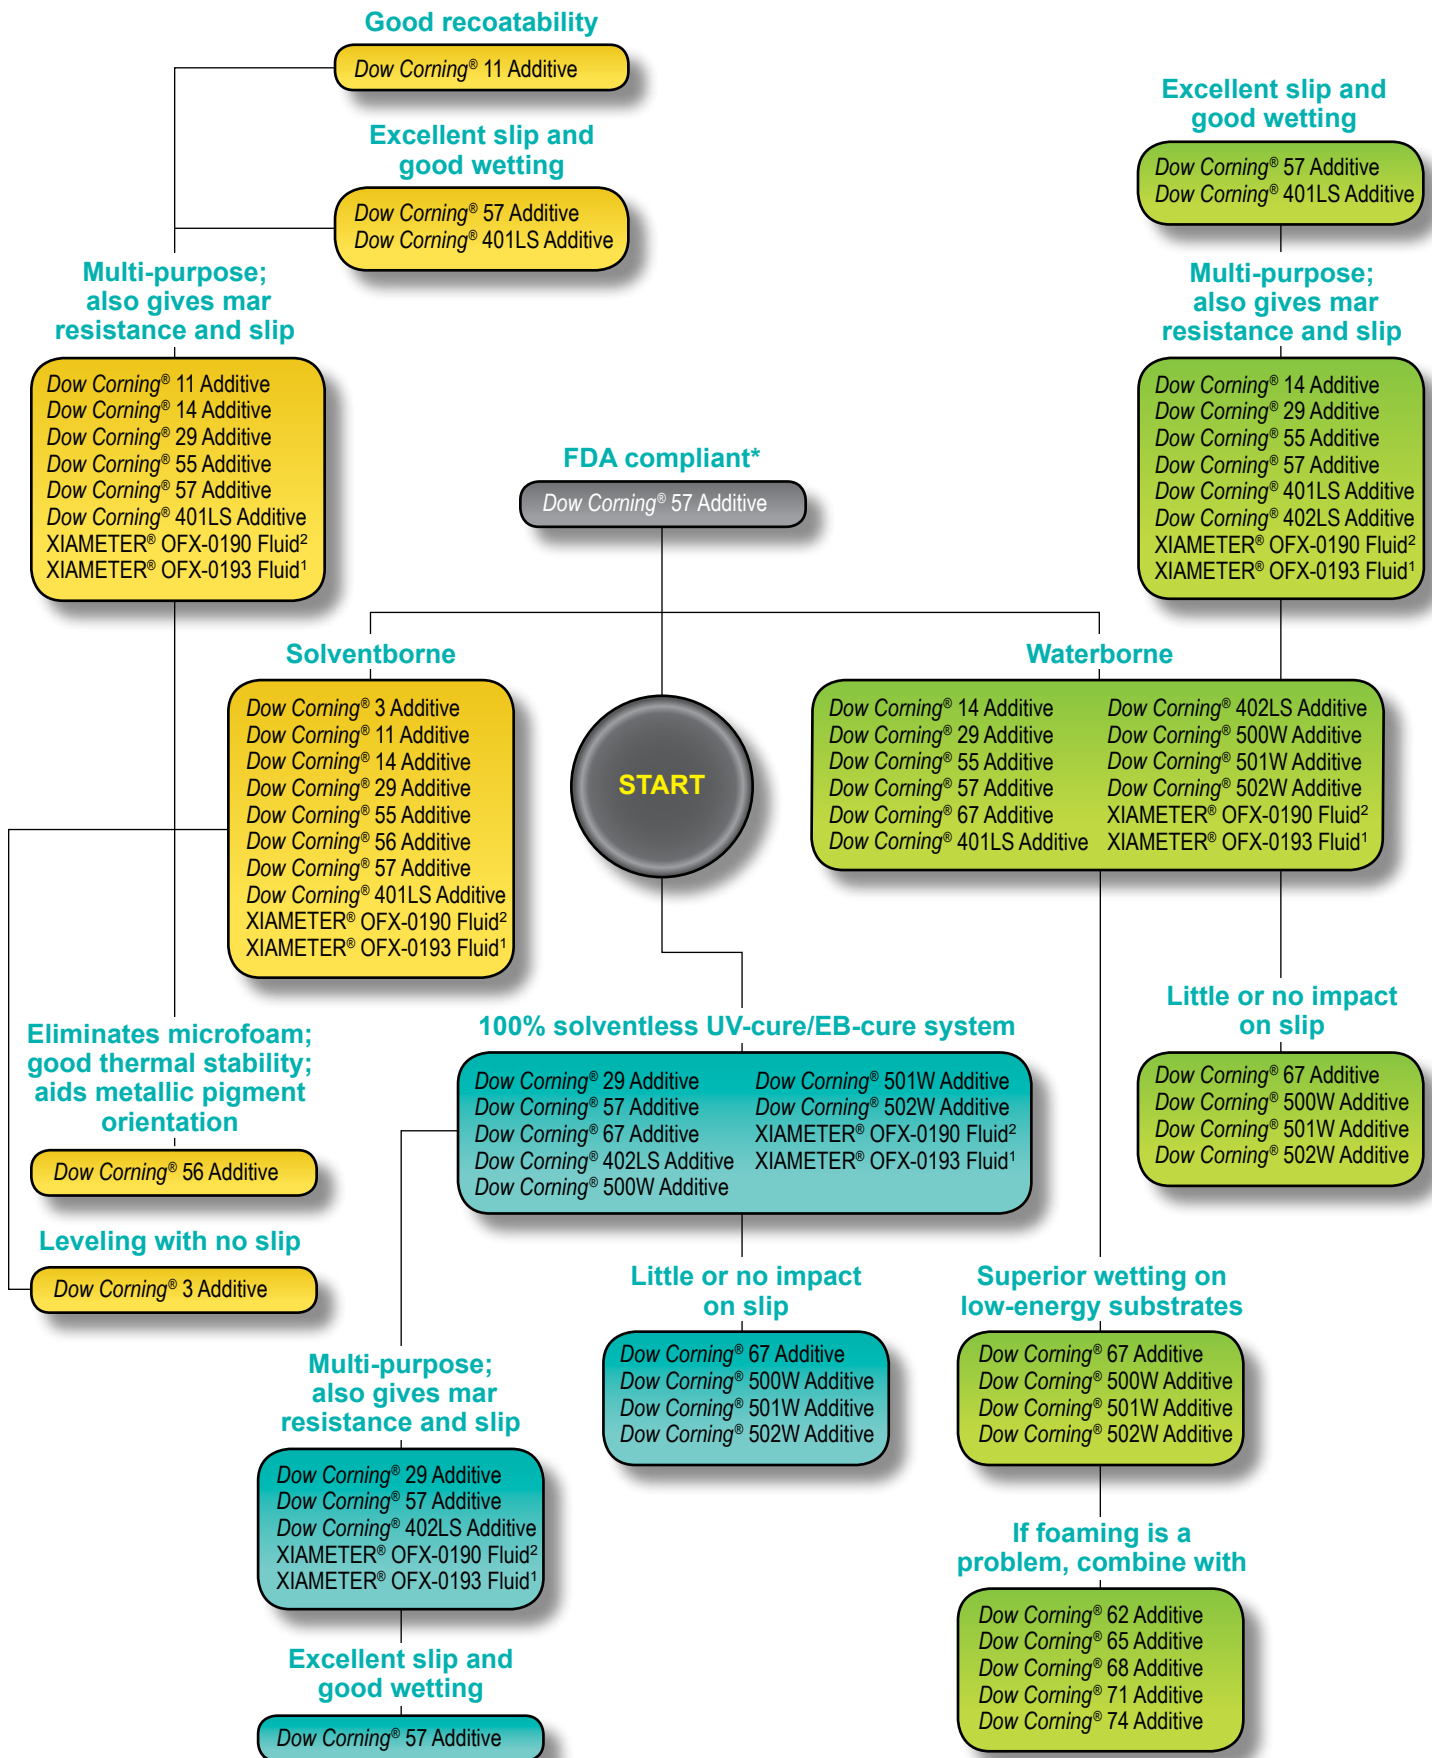 Good recoatability
Dow Corning® 11 Additive
Excellent slip and
good wetting
Dow Corning® 57 Additive
Dow Corning® 401LS Additive
Multi-purpose;
also gives mar
resistance and slip
Dow Corning® 11 Additive
Dow Corning® 14 Additive
Dow Corning® 29 Additive
Dow Corning® 55 Additive
Dow Corning® 57 Additive
Dow Corning® 401LS Additive
XIAMETER® OFX-0190 Fluid²
XIAMETER® OFX-0193 Fluid¹
Excellent slip and
good wetting
Dow Corning® 57 Additive
Dow Corning® 401LS Additive
Multi-purpose;
also gives mar
resistance and slip
Dow Corning® 14 Additive
Dow Corning® 29 Additive
Dow Corning® 55 Additive
Dow Corning® 57 Additive
Dow Corning® 401LS Additive
Dow Corning® 402LS Additive
XIAMETER® OFX-0190 Fluid²
XIAMETER® OFX-0193 Fluid¹
FDA compliant*
Dow Corning® 57 Additive
Solventborne
Dow Corning® 3 Additive
Dow Corning® 11 Additive
Dow Corning® 14 Additive
Dow Corning® 29 Additive
Dow Corning® 55 Additive
Dow Corning® 56 Additive
Dow Corning® 57 Additive
Dow Corning® 401LS Additive
XIAMETER® OFX-0190 Fluid²
XIAMETER® OFX-0193 Fluid¹
START
Waterborne
Dow Corning® 14 Additive
Dow Corning® 29 Additive
Dow Corning® 55 Additive
Dow Corning® 57 Additive
Dow Corning® 67 Additive
Dow Corning® 401LS Additive
Dow Corning® 402LS Additive
Dow Corning® 500W Additive
Dow Corning® 501W Additive
Dow Corning® 502W Additive
XIAMETER® OFX-0190 Fluid²
XIAMETER® OFX-0193 Fluid¹
Eliminates microfoam;
good thermal stability;
aids metallic pigment
orientation
Dow Corning® 56 Additive
Leveling with no slip
Dow Corning® 3 Additive
100% solventless UV-cure/EB-cure system
Dow Corning® 29 Additive
Dow Corning® 57 Additive
Dow Corning® 67 Additive
Dow Corning® 402LS Additive
Dow Corning® 500W Additive
Dow Corning® 501W Additive
Dow Corning® 502W Additive
XIAMETER® OFX-0190 Fluid²
XIAMETER® OFX-0193 Fluid¹
Little or no impact
on slip
Dow Corning® 67 Additive
Dow Corning® 500W Additive
Dow Corning® 501W Additive
Dow Corning® 502W Additive
Multi-purpose;
also gives mar
resistance and slip
Dow Corning® 29 Additive
Dow Corning® 57 Additive
Dow Corning® 402LS Additive
XIAMETER® OFX-0190 Fluid²
XIAMETER® OFX-0193 Fluid¹
Excellent slip and
good wetting
Dow Corning® 57 Additive
Little or no impact
on slip
Dow Corning® 67 Additive
Dow Corning® 500W Additive
Dow Corning® 501W Additive
Dow Corning® 502W Additive
Superior wetting on
low-energy substrates
Dow Corning® 67 Additive
Dow Corning® 500W Additive
Dow Corning® 501W Additive
Dow Corning® 502W Additive
If foaming is a
problem, combine with
Dow Corning® 62 Additive
Dow Corning® 65 Additive
Dow Corning® 68 Additive
Dow Corning® 71 Additive
Dow Corning® 74 Additive